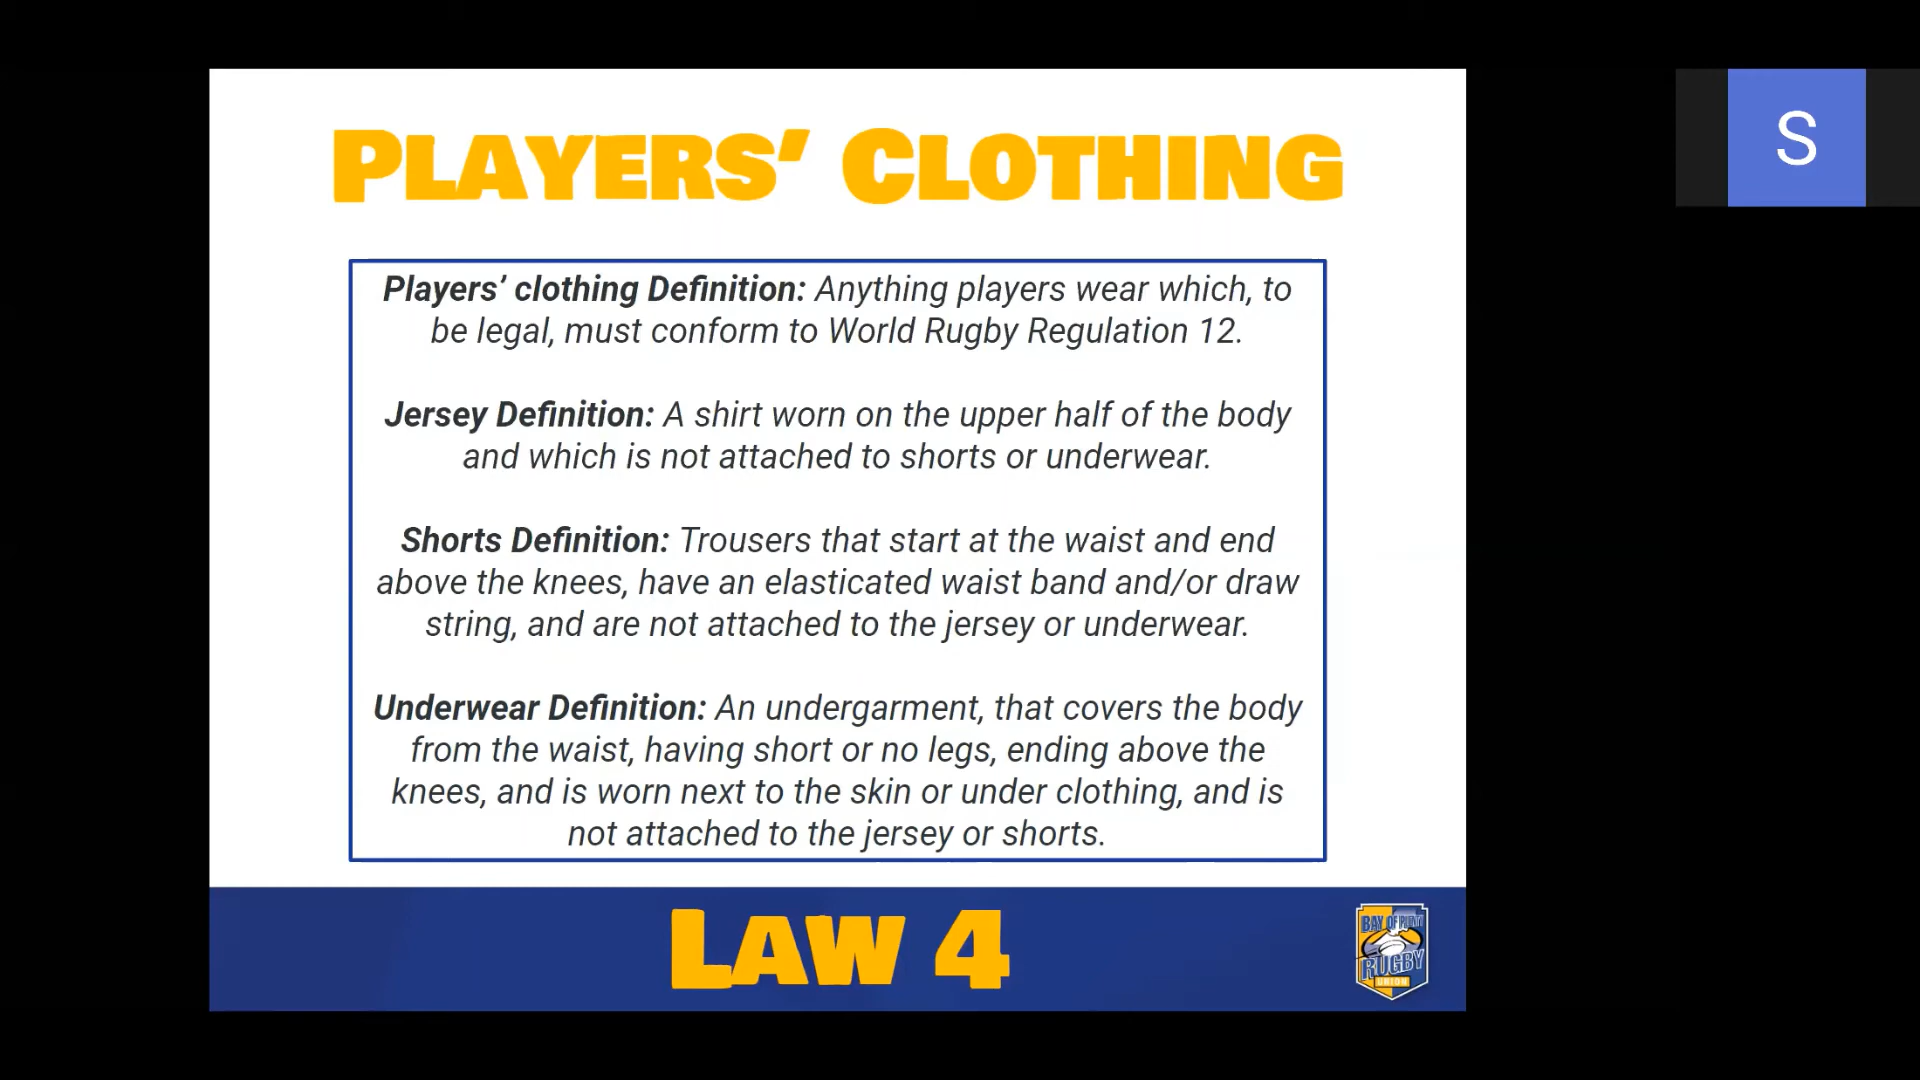 Players’ Clothing
Players’ clothing Definition: Anything players wear which, to
be legal, must conform to World Rugby Regulation 12.
Jersey Definition: A shirt worn on the upper half of the body
and which is not attached to shorts or underwear.
Shorts Definition: Trousers that start at the waist and end
above the knees, have an elasticated waist band and/or draw
string, and are not attached to the jersey or underwear.
Underwear Definition: An undergarment, that covers the body
from the waist, having short or no legs, ending above the
knees, and is worn next to the skin or under clothing, and is
not attached to the jersey or shorts.
Law 4
BAY OF PLENTY
RUGBY
UNION
S